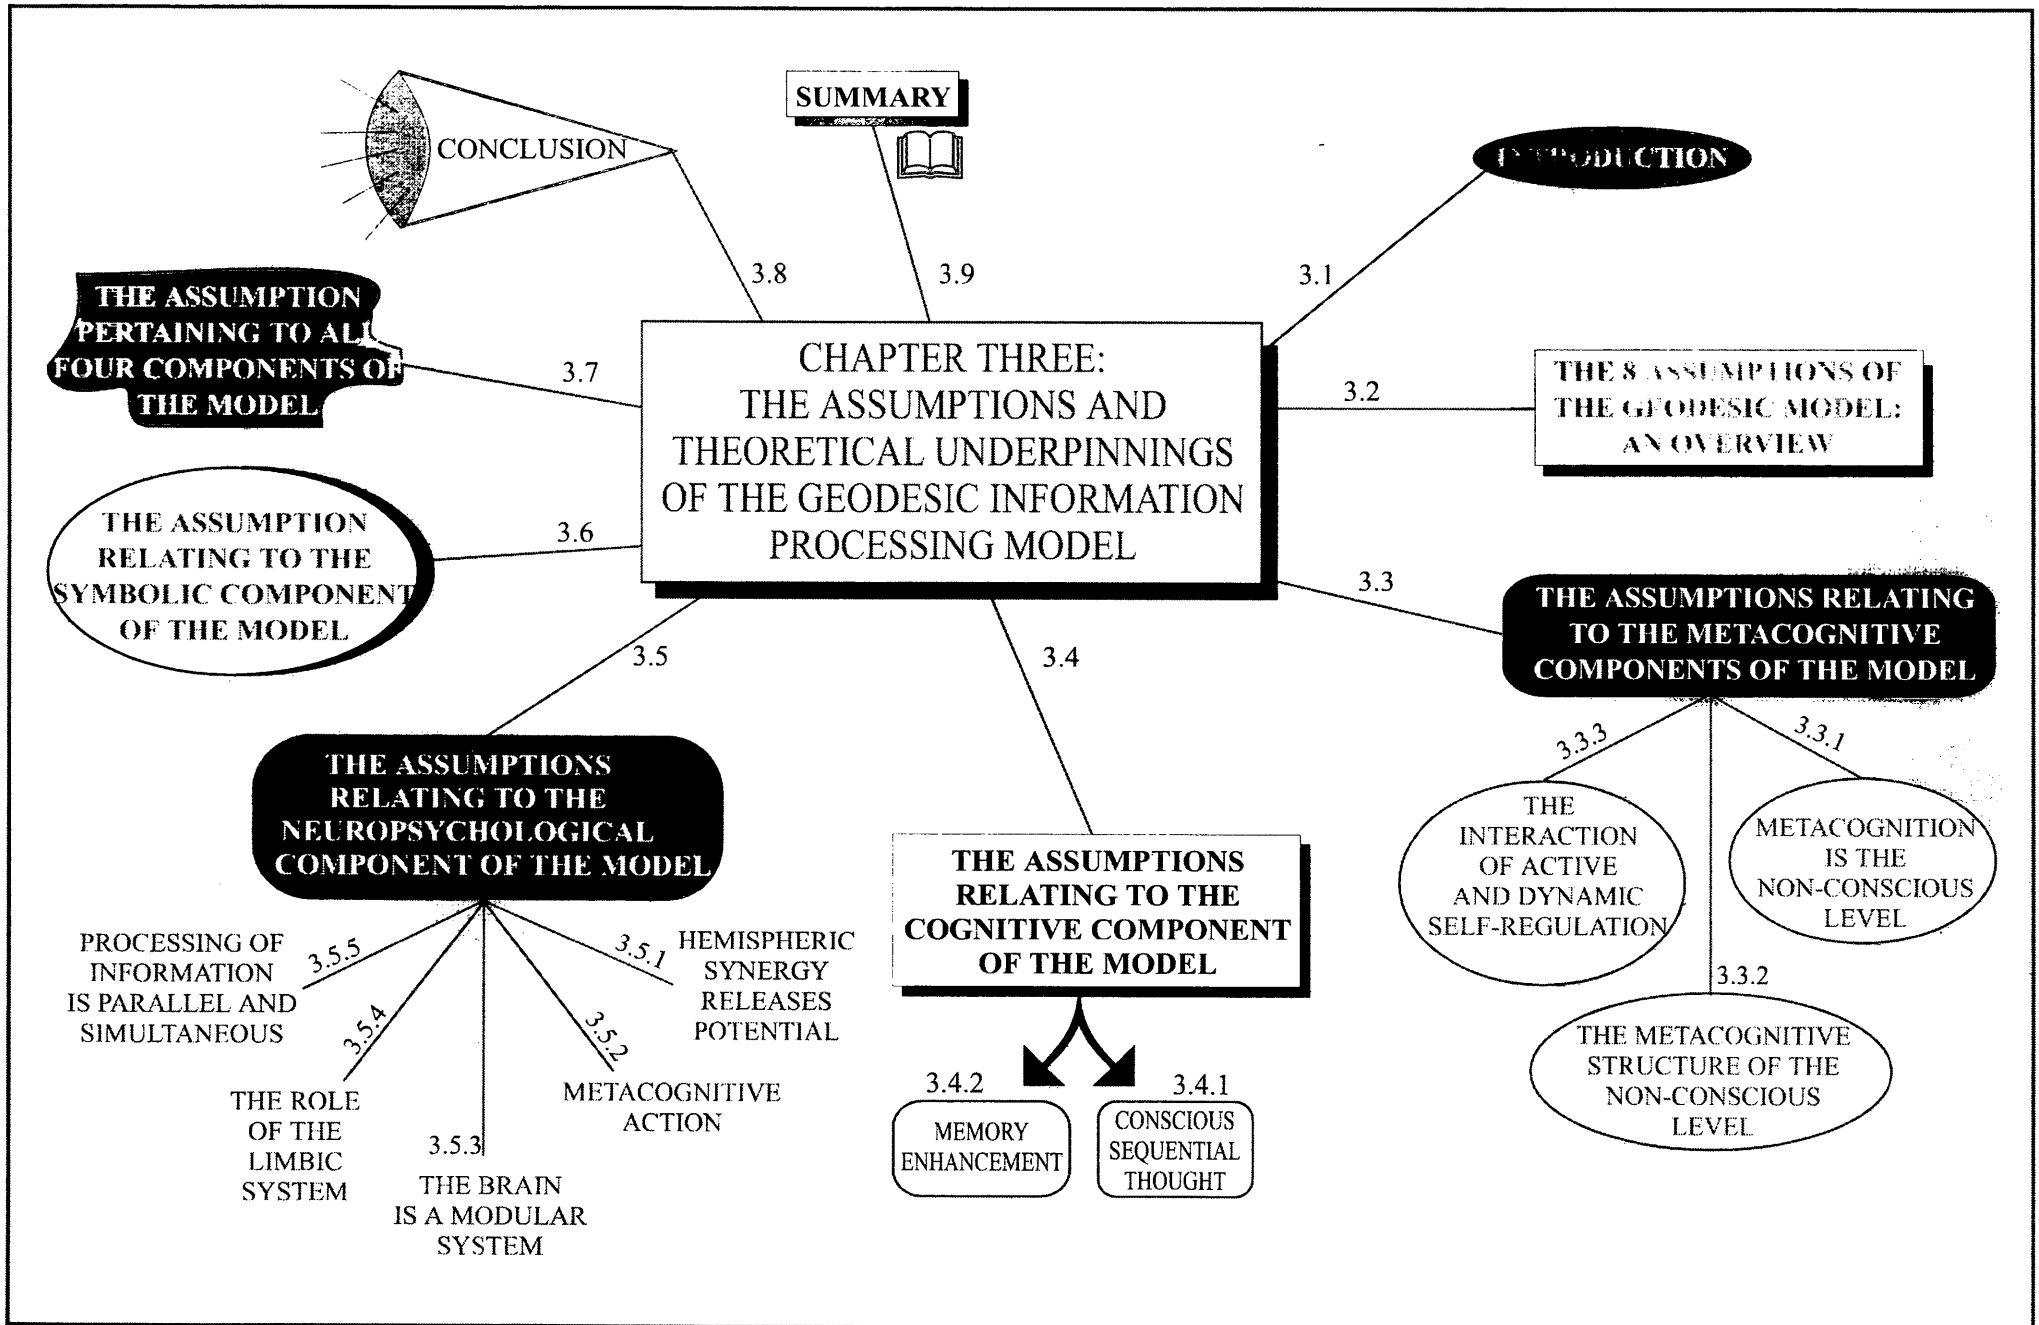 CONCLUSION
SUMMARY
INTRODUCTION
3.8
3.9
3.1
THE ASSUMPTION
PERTAINING TO ALL
FOUR COMPONENTS OF
THE MODEL
3.7
CHAPTER THREE:
THE ASSUMPTIONS AND
THEORETICAL UNDERPINNINGS
OF THE GEODESIC INFORMATION
PROCESSING MODEL
3.2
THE 8 ASSUMPTIONS OF
THE GEODESIC MODEL:
AN OVERVIEW
THE ASSUMPTION
RELATING TO THE
SYMBOLIC COMPONENT
OF THE MODEL
3.6
3.3
THE ASSUMPTIONS RELATING
TO THE METACOGNITIVE
COMPONENTS OF THE MODEL
3.3.3
3.3.1
THE
INTERACTION
OF ACTIVE
AND DYNAMIC
SELF-REGULATION
METACOGNITION
IS THE
NON-CONSCIOUS
LEVEL
3.3.2
THE METACOGNITIVE
STRUCTURE OF THE
NON-CONSCIOUS
LEVEL
3.5
3.4
THE ASSUMPTIONS
RELATING TO THE
NEUROPSYCHOLOGICAL
COMPONENT OF THE MODEL
THE ASSUMPTIONS
RELATING TO THE
COGNITIVE COMPONENT
OF THE MODEL
PROCESSING OF
INFORMATION
IS PARALLEL AND
SIMULTANEOUS
3.5.5
3.5.1
HEMISPHERIC
SYNERGY
RELEASES
POTENTIAL
3.5.4
3.5.2
THE ROLE
OF THE
LIMBIC
SYSTEM
METACOGNITIVE
ACTION
3.5.3
THE BRAIN
IS A MODULAR
SYSTEM
3.4.2
3.4.1
MEMORY
ENHANCEMENT
CONSCIOUS
SEQUENTIAL
THOUGHT